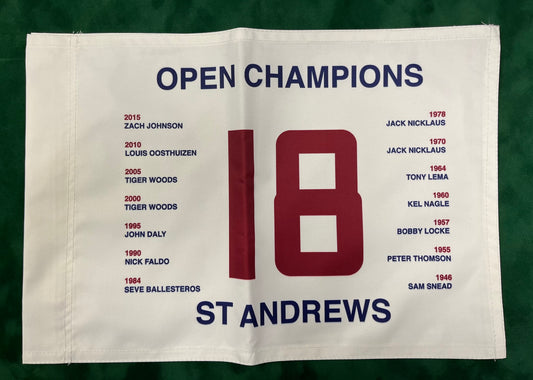 OPEN CHAMPIONS
2015
ZACH JOHNSON
2010
LOUIS OOSTHUIZEN
2005
TIGER WOODS
2000
TIGER WOODS
1995
JOHN DALY
1990
NICK FALDO
1984
SEVE BALLESTEROS
18
1978
JACK NICKLAUS
1970
JACK NICKLAUS
1964
TONY LEMA
1960
KEL NAGLE
1957
BOBBY LOCKE
1955
PETER THOMSON
1946
SAM SNEAD
ST ANDREWS